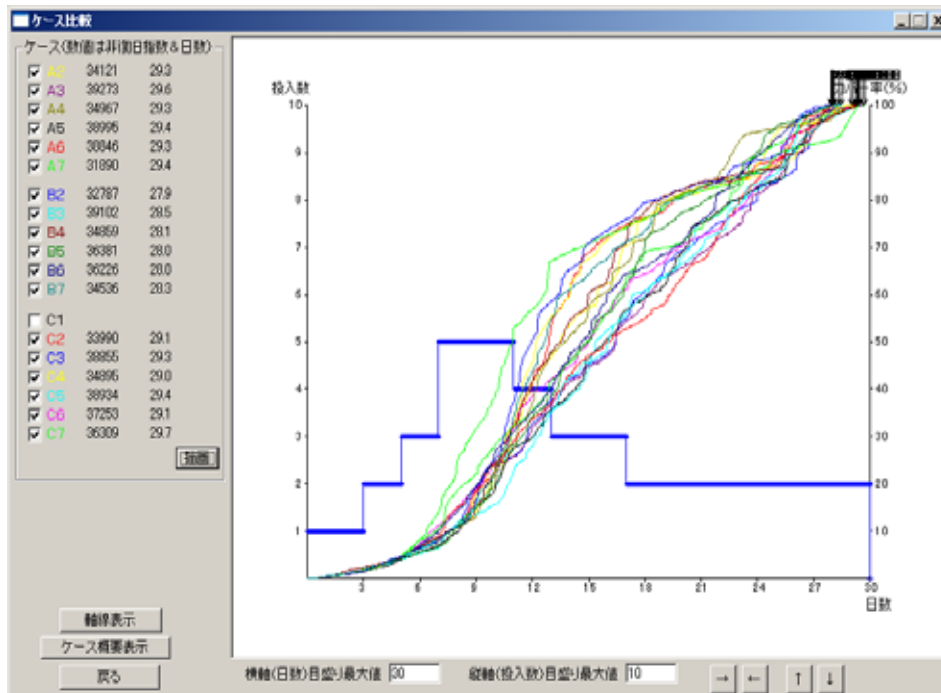 ケース比較
ケース(数値は非衝日指数&日数)
A2 34121 29.3
A3 39273 29.6
A4 34967 29.3
A5 38995 29.4
A6 38846 29.3
A7 31890 29.4
B2 32787 27.9
B3 39102 28.5
B4 34859 28.1
B5 36381 28.0
B6 36226 28.0
B7 34536 28.3
C1
C2 33990 29.1
C3 38855 29.3
C4 34895 29.0
C5 38934 29.4
C6 37253 29.1
C7 36309 29.7
描画
軸線表示
ケース概要表示
戻る
投入数
率(%)
10 100
9 90
8 80
7 70
6 60
5 50
4 40
3 30
2 20
1 10
3 6 9 12 15 18 21 24 27 30
日数
横軸(日数)目盛り最大値 30 縦軸(投入数)目盛り最大値 10 → ← ↑ ↓